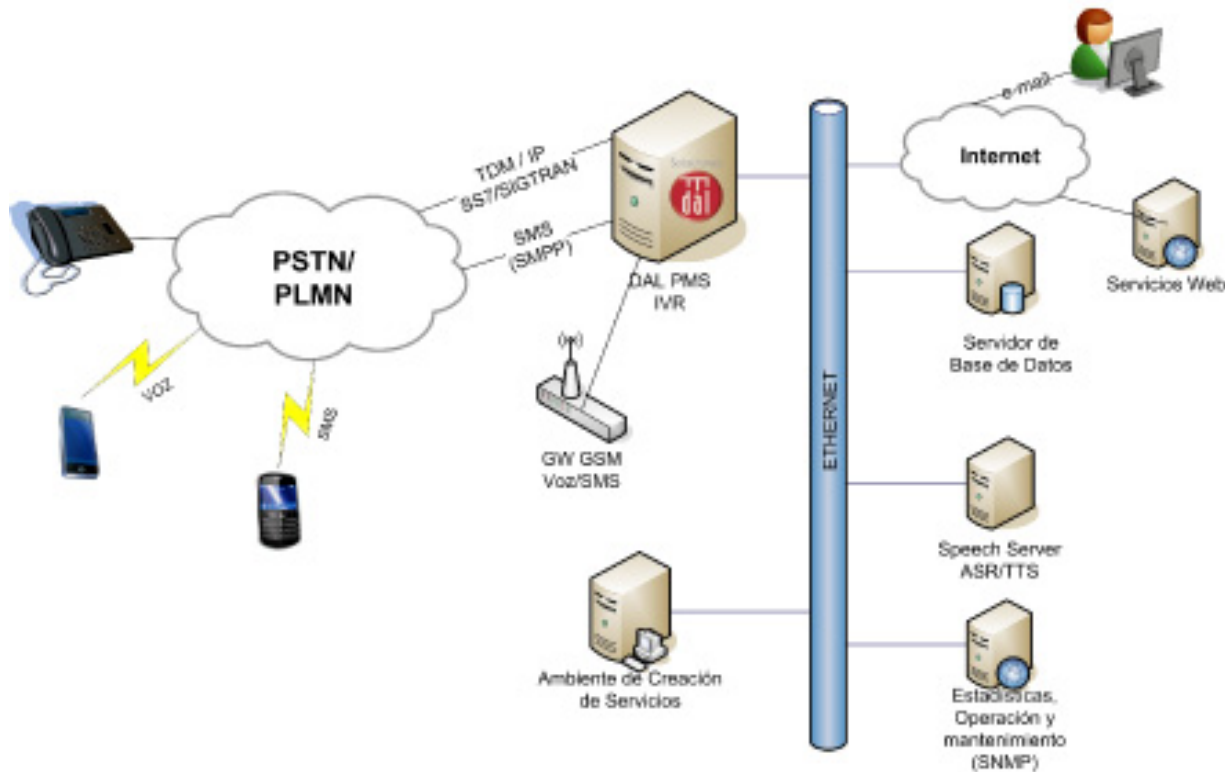 e-mail
Internet
TDM / IP
SS7/SIGTRAN
dal
SMS
(SMPP)
PSTN/
PLMN
DAL PMS
IVR
Servicios Web
Servidor de
Base de Datos
VOZ
SMS
ETHERNET
GW GSM
Voz/SMS
Speech Server
ASR/TTS
Ambiente de Creación
de Servicios
Estadísticas,
Operación y
mantenimiento
(SNMP)